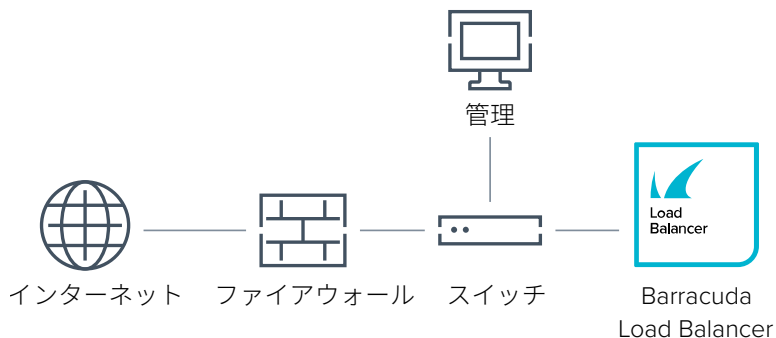 管理
Load
Balancer
インターネット
ファイアウォール
スイッチ
Barracuda
Load Balancer